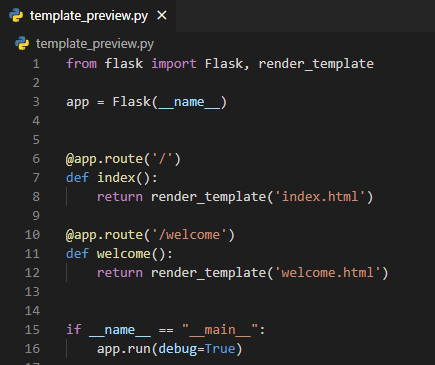 template_preview.py ×
template_preview.py
1 from flask import Flask, render_template
2
3 app = Flask(__name__)
4
5
6 @app.route('/')
7 def index():
8     return render_template('index.html')
9
10 @app.route('/welcome')
11 def welcome():
12     return render_template('welcome.html')
13
14
15 if __name__ == "__main__":
16     app.run(debug=True)